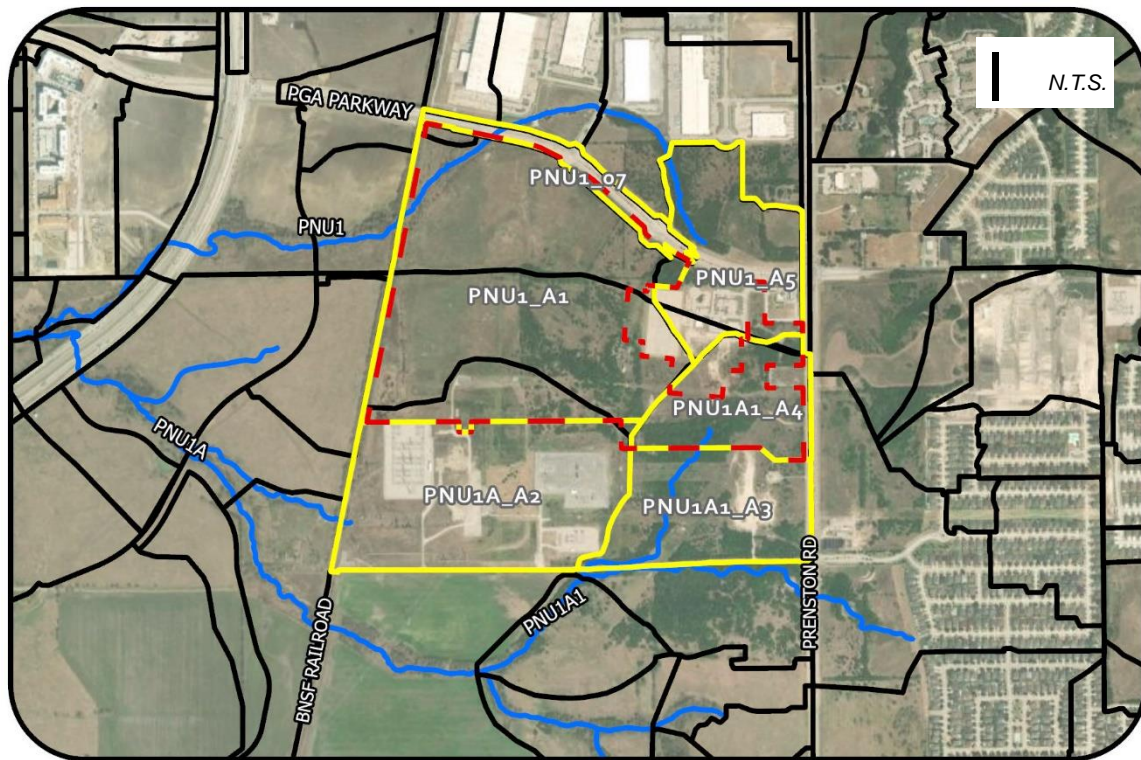 N.T.S.
PGA PARKWAY
PNU1_07
PNU1
PNU1_A5
PNU1_A1
PNU1A1_A4
PNU1A
PNU1A_A2
PNU1A1_A3
PRENSTON RD
PNU1A1
BNSF RAILROAD